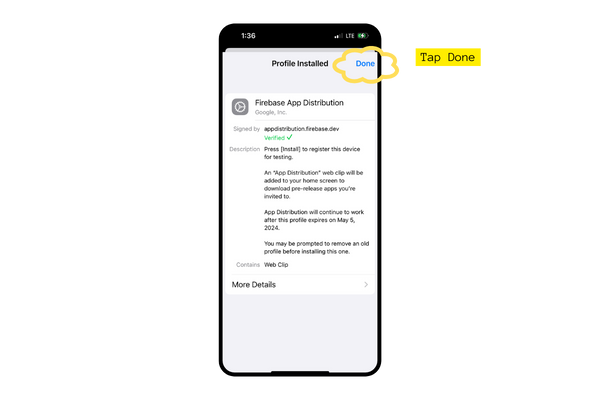 1:36
LTE
Profile Installed
Done
Tap Done
Firebase App Distribution
Google, Inc.
Signed by appdistribution.firebase.dev
Verified
Description Press [Install] to register this device
for testing.
An "App Distribution" web clip will be
added to your home screen to
download pre-release apps you're
invited to.
App Distribution will continue to work
after this profile expires on May 5,
2024.
You may be prompted to remove an old
profile before installing this one.
Contains Web Clip
More Details